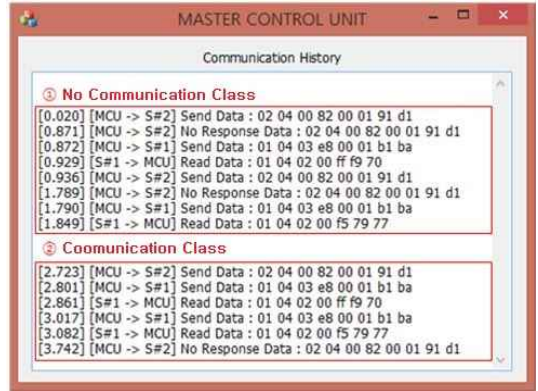 MASTER CONTROL UNIT
Communication History
① No Communication Class
[0.020] [MCU -> S#2] Send Data : 02 04 00 82 00 01 91 d1
[0.871] [MCU -> S#2] No Response Data : 02 04 00 82 00 01 91 d1
[0.872] [MCU -> S#1] Send Data : 01 04 03 e8 00 01 b1 ba
[0.929] [S#1 -> MCU] Read Data : 01 04 02 00 ff f9 70
[0.936] [MCU -> S#2] Send Data : 02 04 00 82 00 01 91 d1
[1.789] [MCU -> S#2] No Response Data : 02 04 00 82 00 01 91 d1
[1.790] [MCU -> S#1] Send Data : 01 04 03 e8 00 01 b1 ba
[1.849] [S#1 -> MCU] Read Data : 01 04 02 00 f5 79 77
② Coomunication Class
[2.723] [MCU -> S#2] Send Data : 02 04 00 82 00 01 91 d1
[2.801] [MCU -> S#1] Send Data : 01 04 03 e8 00 01 b1 ba
[2.861] [S#1 -> MCU] Read Data : 01 04 02 00 ff f9 70
[3.017] [MCU -> S#1] Send Data : 01 04 03 e8 00 01 b1 ba
[3.082] [S#1 -> MCU] Read Data : 01 04 02 00 f5 79 77
[3.742] [MCU -> S#2] No Response Data : 02 04 00 82 00 01 91 d1